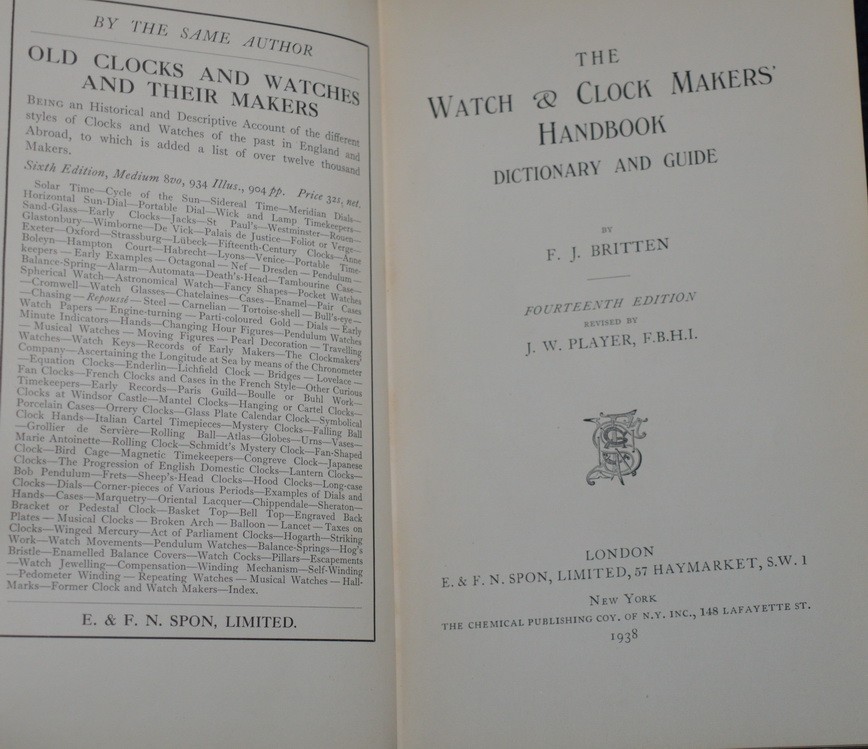 BY THE SAME AUTHOR
OLD CLOCKS AND WATCHES
AND THEIR MAKERS
BEING an Historical and Descriptive Account of the different
styles of Clocks and Watches of the past in England and
Abroad, to which is added a list of over twelve thousand
Makers.
Sixth Edition, Medium 8vo, 934 Illus., 904 pp. Price 32s, net.
Solar Time—Cycle of the Sun—Sidereal Time—Meridian Dials—
Horizontal Sun-Dial—Portable Dial—Wick and Lamp Timekeepers—
Sand-Glass—Early Clocks—Jacks—St Paul's—Westminster—Rouen—
Glastonbury—Wimborne—De Vick—Palais de Justice—Foliot or Verge—
Exeter—Oxford—Strassburg—Lübeck—Fifteenth-Century Clocks—Anne
Boleyn—Hampton Court—Habrecht—Lyons—Venice—Portable Time-
keepers—Early Examples—Octagonal—Nef—Dresden—Pendulum—
Balance-Spring—Alarm—Automata—Death's-Head—Tambourine Case—
Spherical Watch—Astronomical Watch—Fancy Shapes—Pocket Watches
—Cromwell—Watch Glasses—Chatelaines—Cases—Enamel—Pair Cases
—Chasing—Repoussé—Steel—Carnelian—Tortoise-shell—Bull's-eye—
Watch Papers—Engine-turning—Parti-coloured Gold—Dials—Early
Minute Indicators—Hands—Changing Hour Figures—Pendulum Watches
—Musical Watches—Moving Figures—Pearl Decoration—Travelling
Watches—Watch Keys—Records of Early Makers—The Clockmakers'
Company—Ascertaining the Longitude at Sea by means of the Chronometer
—Equation Clocks—Enderlin—Lichfield Clock—Bridges—Lovelace—
Fan Clocks—French Clocks and Cases in the French Style—Other Curious
Timekeepers—Early Records—Paris Guild—Boulle or Buhl Work—
Clocks at Windsor Castle—Mantel Clocks—Hanging or Cartel Clocks—
Porcelain Cases—Orrery Clocks—Glass Plate Calendar Clock—Symbolical
Clock Hands—Italian Cartel Timepieces—Mystery Clocks—Falling Ball
—Grollier de Servière—Rolling Ball—Atlas—Globes—Urns—Vases—
Marie Antoinette—Rolling Clock—Schmidt's Mystery Clock—Fan-Shaped
Clock—Bird Cage—Magnetic Timekeepers—Congreve Clock—Japanese
Clocks—The Progression of English Domestic Clocks—Lantern Clocks—
Bob Pendulum—Frets—Sheep's-Head Clocks—Hood Clocks—Long-case
Clocks—Dials—Corner-pieces of Various Periods—Examples of Dials and
Hands—Cases—Marquetry—Oriental Lacquer—Chippendale—Sheraton—
Bracket or Pedestal Clock—Basket Top—Bell Top—Engraved Back
Plates—Musical Clocks—Broken Arch—Balloon—Lancet—Taxes on
Clocks—Winged Mercury—Act of Parliament Clocks—Hogarth—Striking
Work—Watch Movements—Pendulum Watches—Balance-Springs—Hog's
Bristle—Enamelled Balance Covers—Watch Cocks—Pillars—Escapements
—Watch Jewelling—Compensation—Winding Mechanism—Self-Winding
—Pedometer Winding—Repeating Watches—Musical Watches—Hall-
Marks—Former Clock and Watch Makers—Index.
E. & F. N. SPON, LIMITED.
THE
WATCH & CLOCK MAKERS'
HANDBOOK
DICTIONARY AND GUIDE
BY
F. J. BRITTEN
FOURTEENTH EDITION
REVISED BY
J. W. PLAYER, F.B.H.I.
LONDON
E. & F. N. SPON, LIMITED, 57 HAYMARKET, S.W. 1
NEW YORK
THE CHEMICAL PUBLISHING COY. OF N.Y. INC., 148 LAFAYETTE ST.
1938